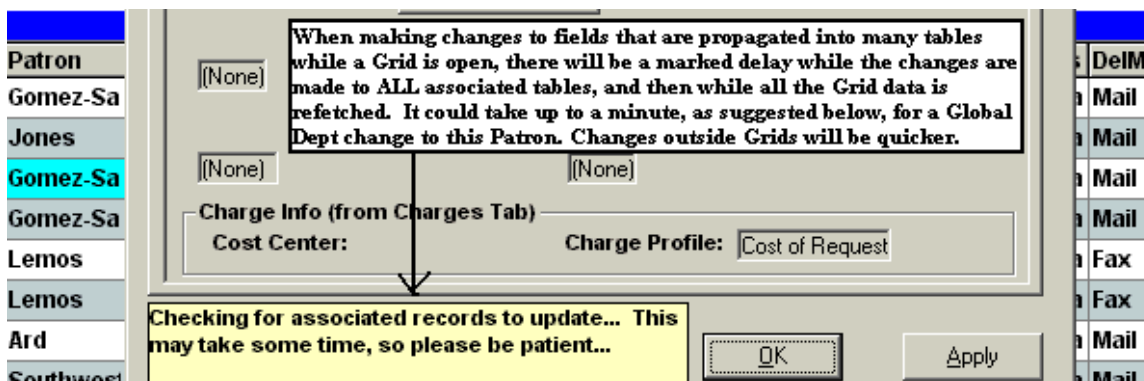 Patron
Gomez-Sa
Jones
Gomez-Sa
Gomez-Sa
Lemos
Lemos
Ard
Southwest
(None)
When making changes to fields that are propagated into many tables
while a Grid is open, there will be a marked delay while the changes are
made to ALL associated tables, and then while all the Grid data is
refetched.  It could take up to a minute, as suggested below, for a Global
Dept change to this Patron. Changes outside Grids will be quicker.
(None)
(None)
Charge Info (from Charges Tab)
Cost Center:
Charge Profile: Cost of Request
Checking for associated records to update...  This
may take some time, so please be patient...
OK
Apply
s DelM
n Mail
n Mail
n Mail
n Mail
n Fax
n Fax
n Mail
n Mail